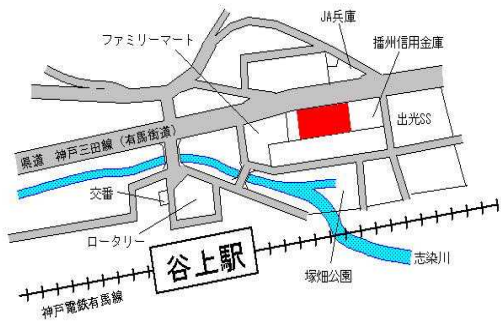 JA兵庫
ファミリーマート
播州信用金庫
出光SS
県道 神戸三田線(有馬街道)
交番
ロータリー
谷上駅
塚畑公園
志染川
神戸電鉄有馬線